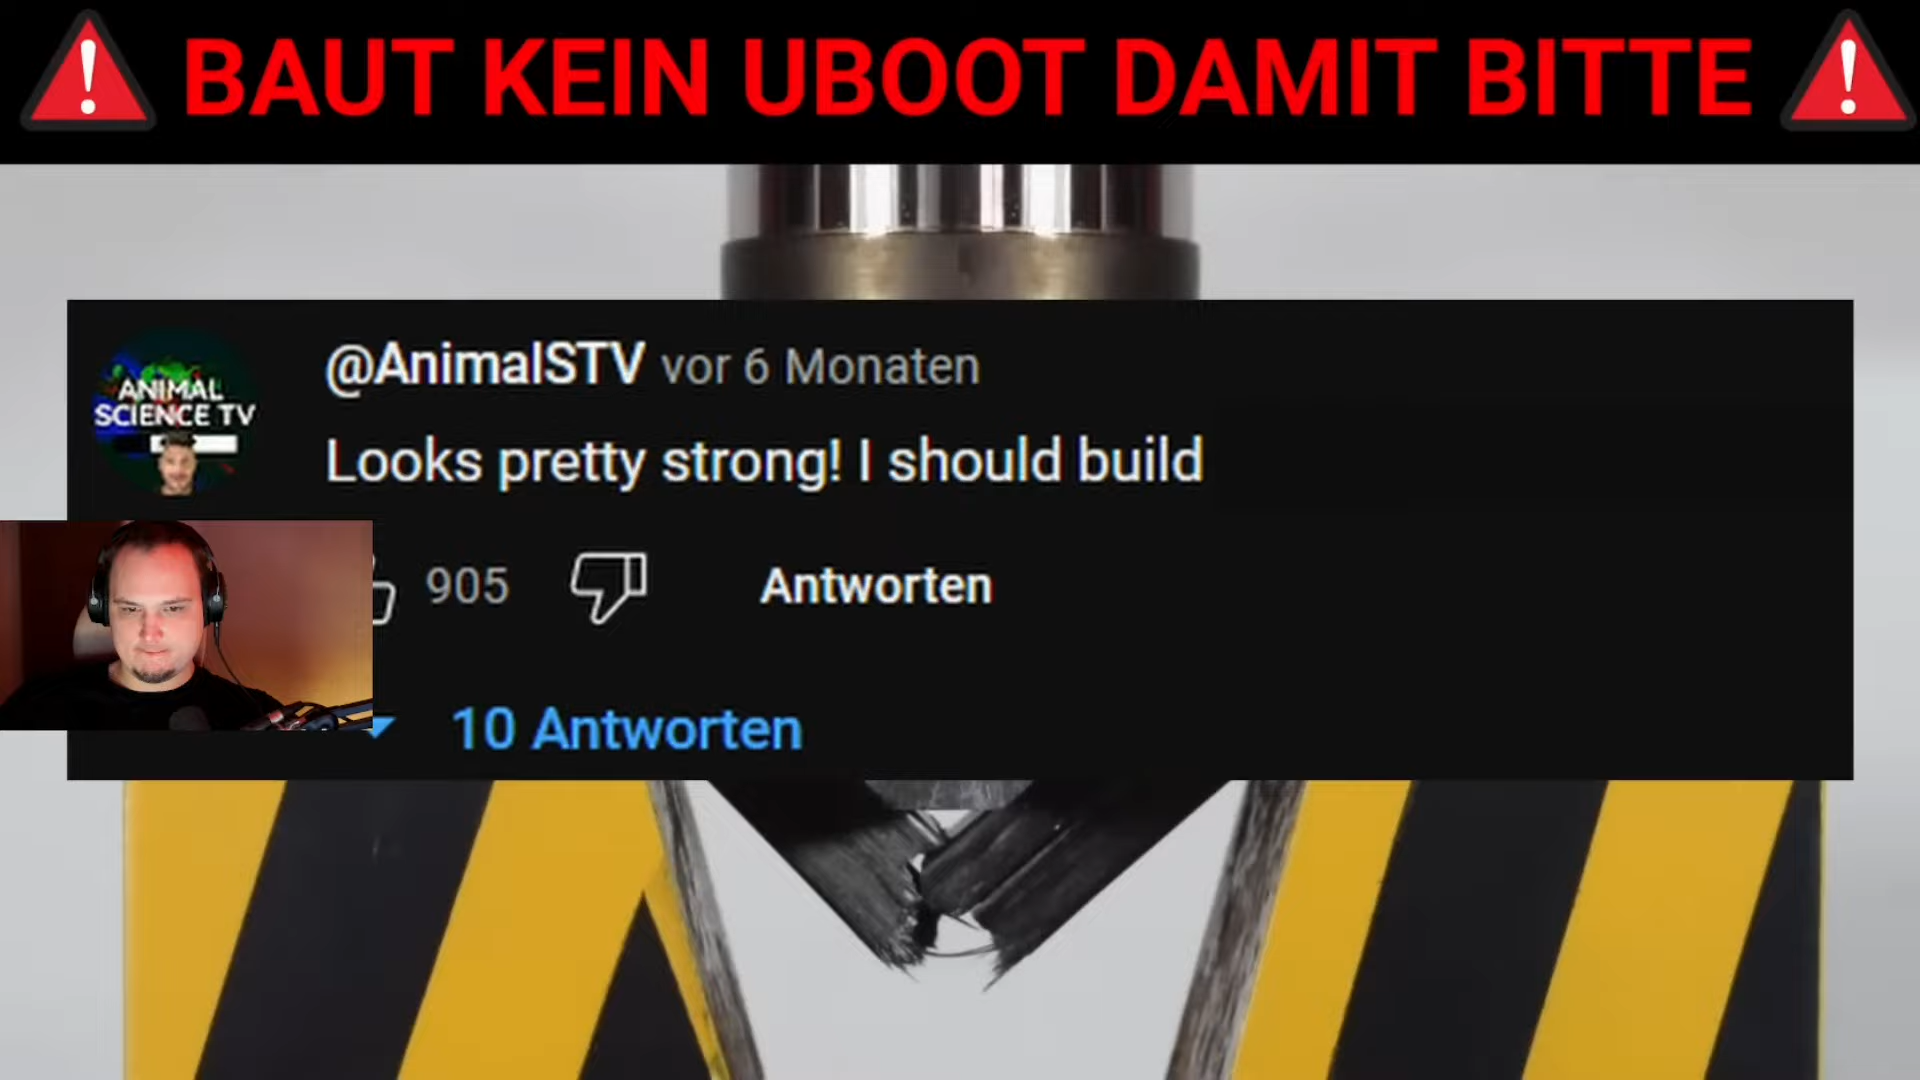 BAUT KEIN UBOOT DAMIT BITTE
@AnimalSTV vor 6 Monaten
ANIMAL
SCIENCE TV
Looks pretty strong! I should build
905 Antworten
10 Antworten